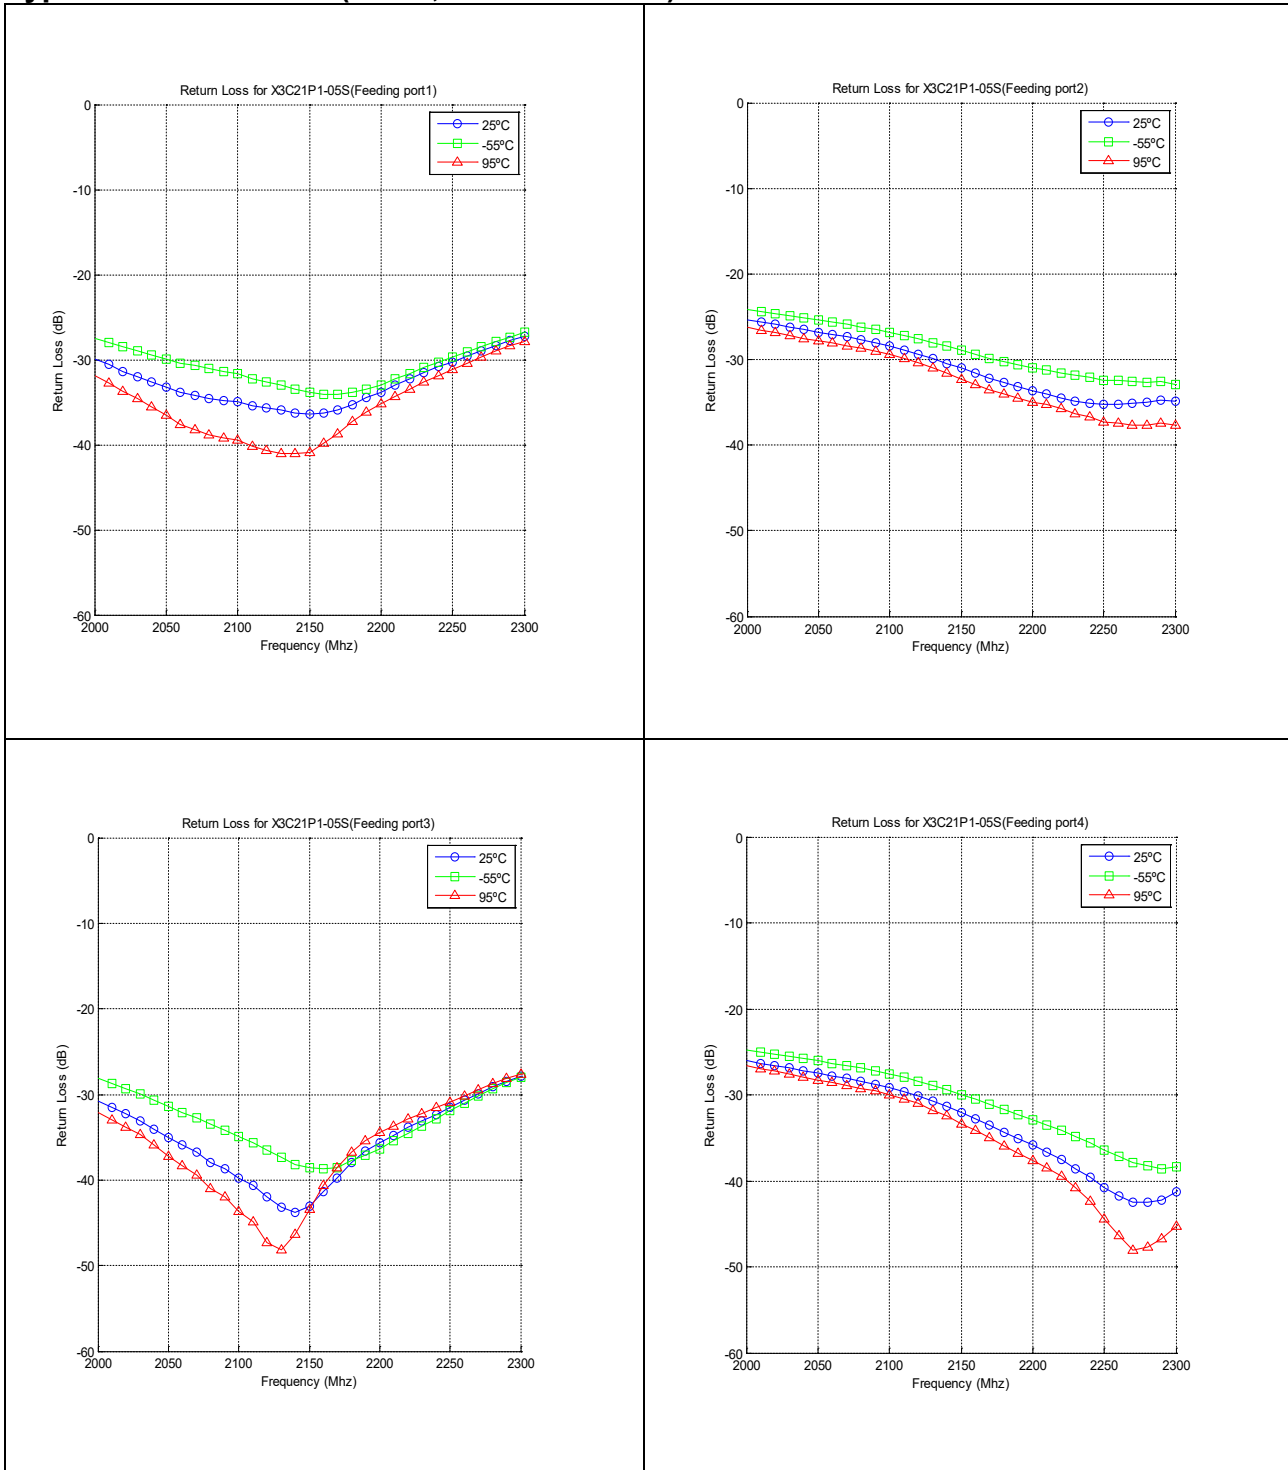 Return Loss for X3C21P1-05S(Feeding port1)
25ºC
-55ºC
95ºC
0
-10
-20
-30
-40
-50
-60
Return Loss (dB)
2000 2050 2100 2150 2200 2250 2300
Frequency (Mhz)
Return Loss for X3C21P1-05S(Feeding port2)
25ºC
-55ºC
95ºC
0
-10
-20
-30
-40
-50
-60
Return Loss (dB)
2000 2050 2100 2150 2200 2250 2300
Frequency (Mhz)
Return Loss for X3C21P1-05S(Feeding port3)
25ºC
-55ºC
95ºC
0
-10
-20
-30
-40
-50
-60
Return Loss (dB)
2000 2050 2100 2150 2200 2250 2300
Frequency (Mhz)
Return Loss for X3C21P1-05S(Feeding port4)
25ºC
-55ºC
95ºC
0
-10
-20
-30
-40
-50
-60
Return Loss (dB)
2000 2050 2100 2150 2200 2250 2300
Frequency (Mhz)